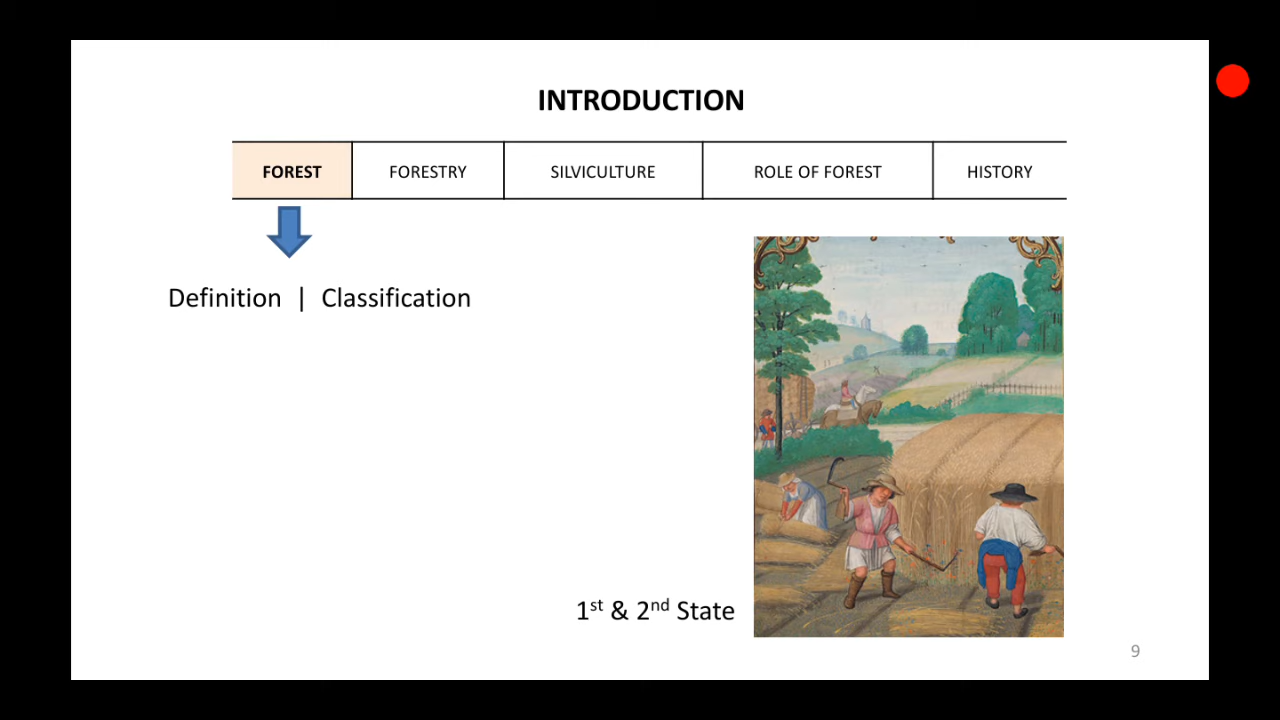 INTRODUCTION
FOREST FORESTRY SILVICULTURE ROLE OF FOREST HISTORY
Definition | Classification
1st & 2nd State
9